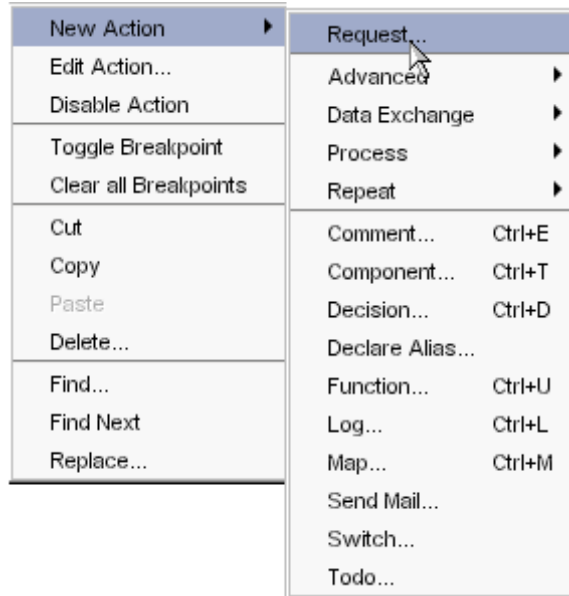 New Action
Edit Action...
Disable Action
Toggle Breakpoint
Clear all Breakpoints
Cut
Copy
Paste
Delete...
Find...
Find Next
Replace...
Request...
Advanced
Data Exchange
Process
Repeat
Comment... Ctrl+E
Component... Ctrl+T
Decision... Ctrl+D
Declare Alias...
Function... Ctrl+U
Log... Ctrl+L
Map... Ctrl+M
Send Mail...
Switch...
Todo...